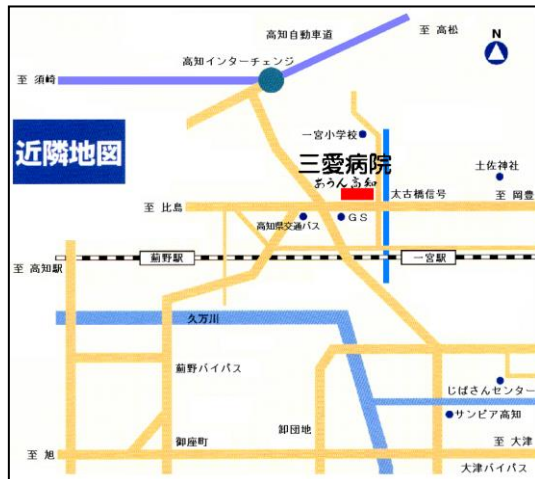 至 高松
高知自動車道
N
高知インターチェンジ
至 須崎
近隣地図
一宮小学校
三愛病院
あうん高知
土佐神社
太古橋信号
至 岡豊
至 比島
高知県交通バス
GS
薊野駅
一宮駅
至 高知駅
久万川
薊野バイパス
じばさんセンター
サンピア高知
卸団地
御座町
至 大津
至 旭
大津バイパス